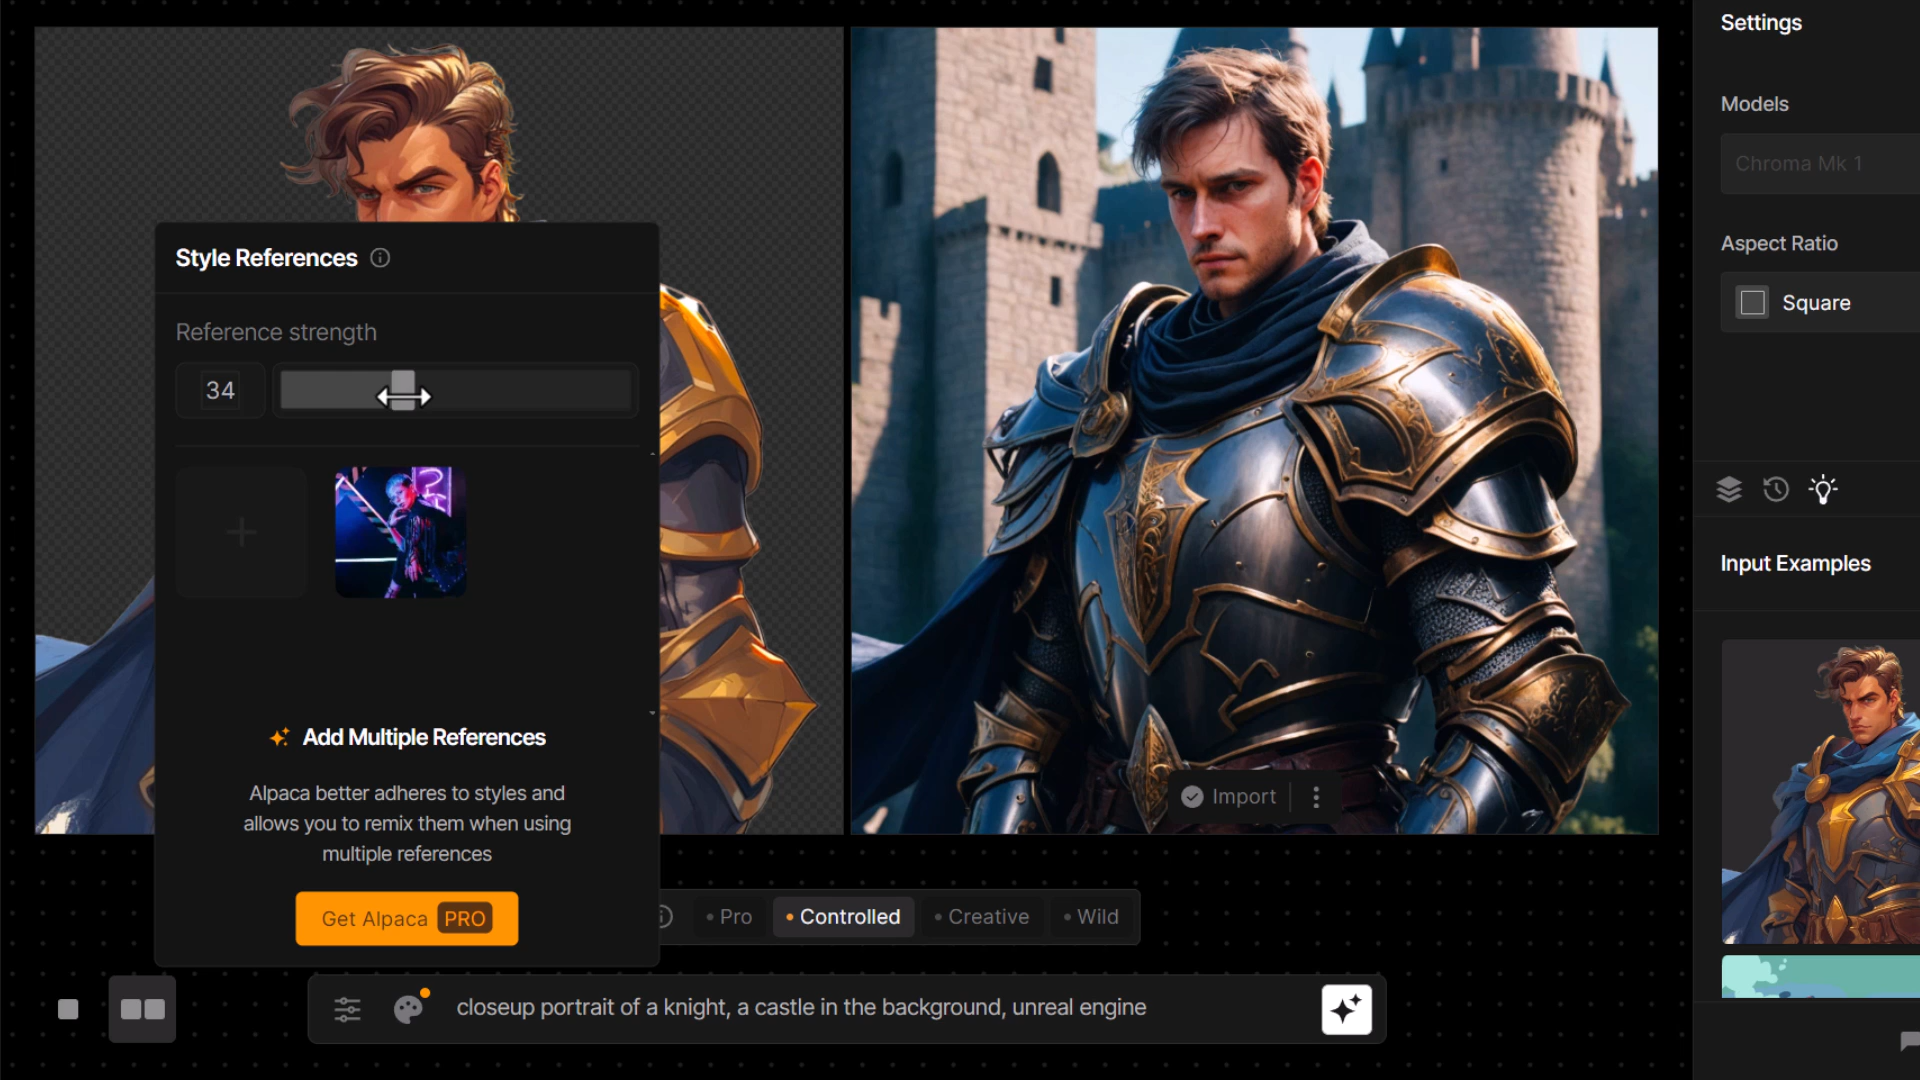 Style References
Reference strength
34
Add Multiple References
Alpaca better adheres to styles and
allows you to remix them when using
multiple references
Get Alpaca PRO
Import
Pro
Controlled
Creative
Wild
closeup portrait of a knight, a castle in the background, unreal engine
Settings
Models
Chroma Mk 1
Aspect Ratio
Square
Input Examples